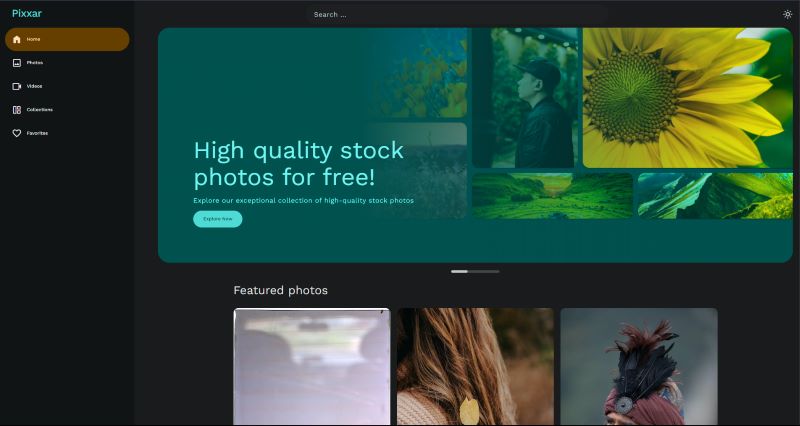 Pixxar
Search ...
Home
Photos
Videos
Collections
Favorites
High quality stock
photos for free!
Explore our exceptional collection of high-quality stock photos
Explore Now
Featured photos